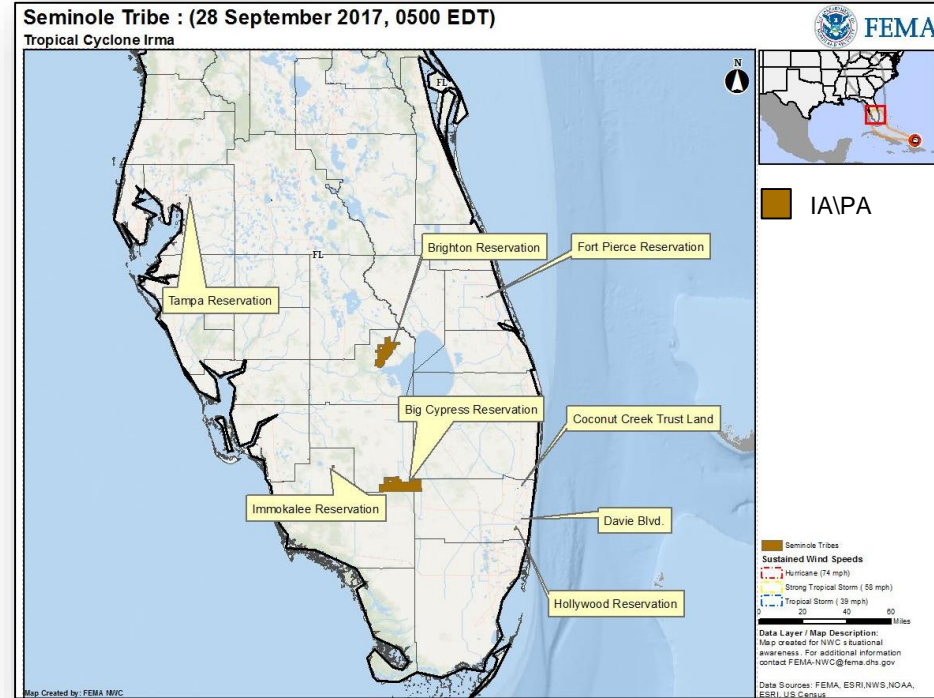 Seminole Tribe : (28 September 2017, 0500 EDT)
Tropical Cyclone Irma
FEMA
N
FL
IA\PA
Brighton Reservation
Fort Pierce Reservation
FL
Tampa Reservation
Big Cypress Reservation
Coconut Creek Trust Land
Immokalee Reservation
Davie Blvd.
Hollywood Reservation
Seminole Tribes
Sustained Wind Speeds
Hurricane (74 mph)
Strong Tropical Storm ( 58 mph)
Tropical Storm ( 39 mph)
0 20 40 60
Miles
Data Layer / Map Description:
Map created for NWC situational
awareness. For additional information
contact FEMA-NWC@fema.dhs.gov
Data Sources: FEMA, ESRI,NWS,NOAA,
ESRI, US Census
Map Created by: FEMA NWC